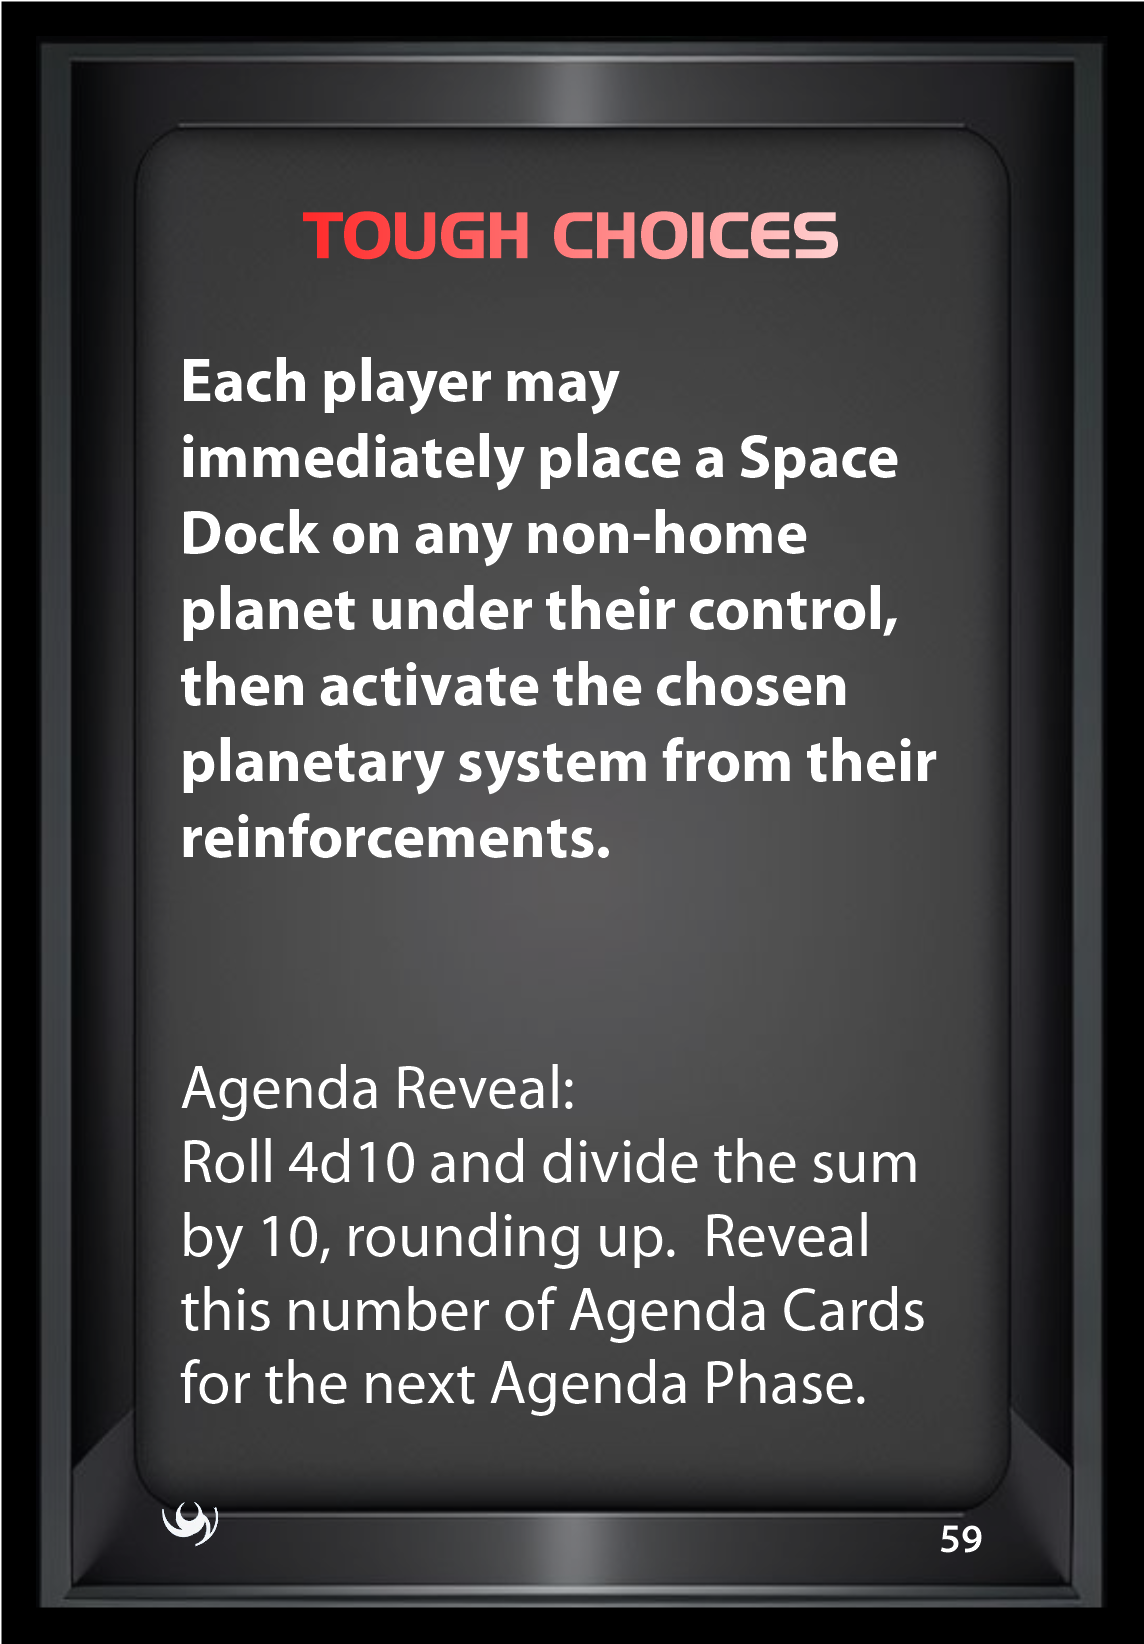 TOUGH CHOICES
Each player may
immediately place a Space
Dock on any non-home
planet under their control,
then activate the chosen
planetary system from their
reinforcements.
Agenda Reveal:
Roll 4d10 and divide the sum
by 10, rounding up.  Reveal
this number of Agenda Cards
for the next Agenda Phase.
59